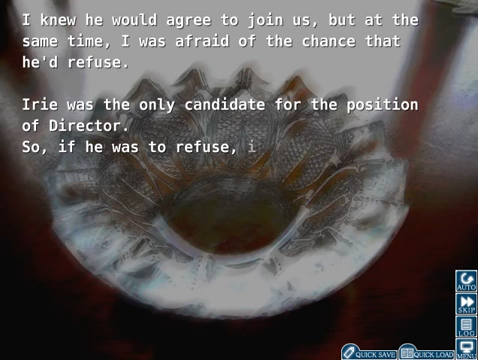 I knew he would agree to join us, but at the
same time, I was afraid of the chance that
he'd refuse.
Irie was the only candidate for the position
of Director.
So, if he was to refuse, i
AUTO
SKIP
LOG
MENU
QUICK SAVE
QUICK LOAD